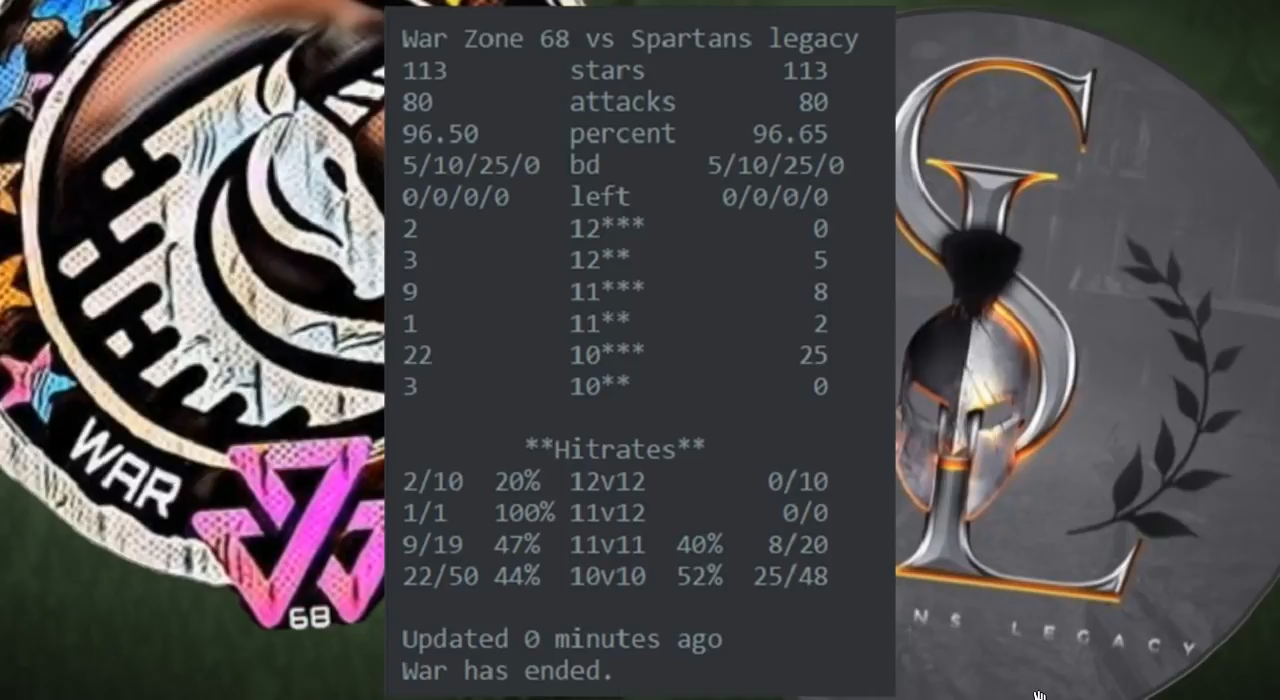 War Zone 68 vs Spartans legacy
113 stars 113
80 attacks 80
96.50 percent 96.65
5/10/25/0 bd 5/10/25/0
0/0/0/0 left 0/0/0/0
2 12*** 0
3 12** 5
9 11*** 8
1 11** 2
22 10*** 25
3 10** 0
**Hitrates**
2/10 20% 12v12 0/10
1/1 100% 11v12 0/0
9/19 47% 11v11 40% 8/20
22/50 44% 10v10 52% 25/48
Updated 0 minutes ago
War has ended.
WAR
68
SL
NS LEGACY